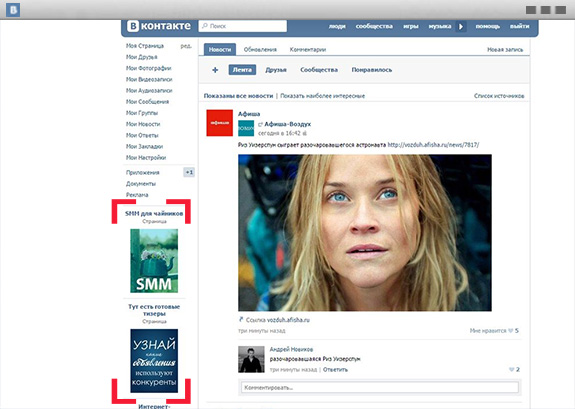 В
В контакте
Поиск
люди сообщества игры музыка помощь выйти
Моя Страница ред.
Мои Друзья
Мои Фотографии
Мои Видеозаписи
Мои Аудиозаписи
Мои Сообщения
Мои Группы
Мои Новости
Мои Ответы
Мои Закладки
Мои Настройки
Приложения +1
Документы
Реклама
SMM для чайников
Страница
SMM
Тут есть готовые
тизеры
Страница
УЗНАЙ
какие
объявления
используют
конкуренты
Интернет-
Новости Обновления Комментарии Новая запись
+ Лента Друзья Сообщества Понравилось
Показаны все новости | Показать наиболее интересные Список источников
афиша
Афиша
ВОЗДУХ
Афиша-Воздух
сегодня в 16:42
Риз Уизерспун сыграет разочаровавшегося астронавта http://vozduh.afisha.ru/news/7817/
Ссылка vozduh.afisha.ru
три минуты назад Мне нравится 5
Андрей Новиков
разочаровавшаяся Риз Уизерспун
три минуты назад | Ответить 2
Комментировать...